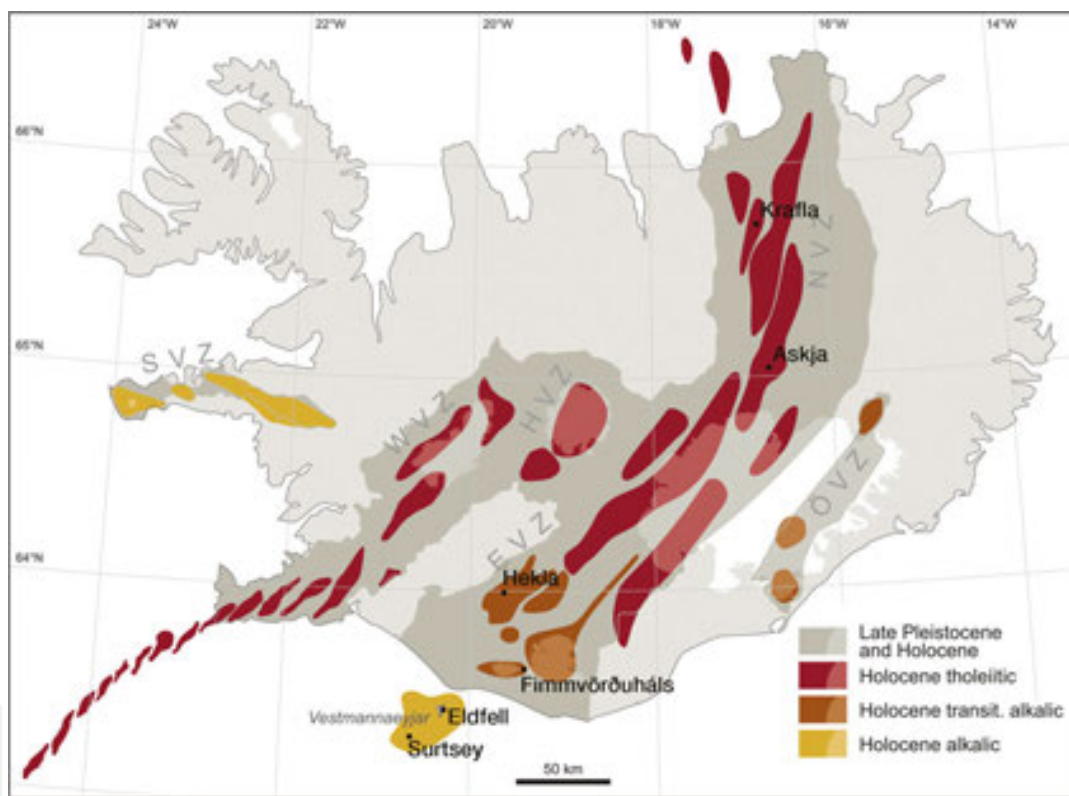 24°W
22°W
20°W
18°W
16°W
14°W
66°N
Krafla
NVZ
65°N
SVZ
Askja
WVZ
HVZ
ÖVZ
64°N
EVZ
Hekla
Fimmvörðuháls
Vestmannaeyjar
Eldfell
Surtsey
50 km
Late Pleistocene
and Holocene
Holocene tholeiitic
Holocene transit. alkalic
Holocene alkalic